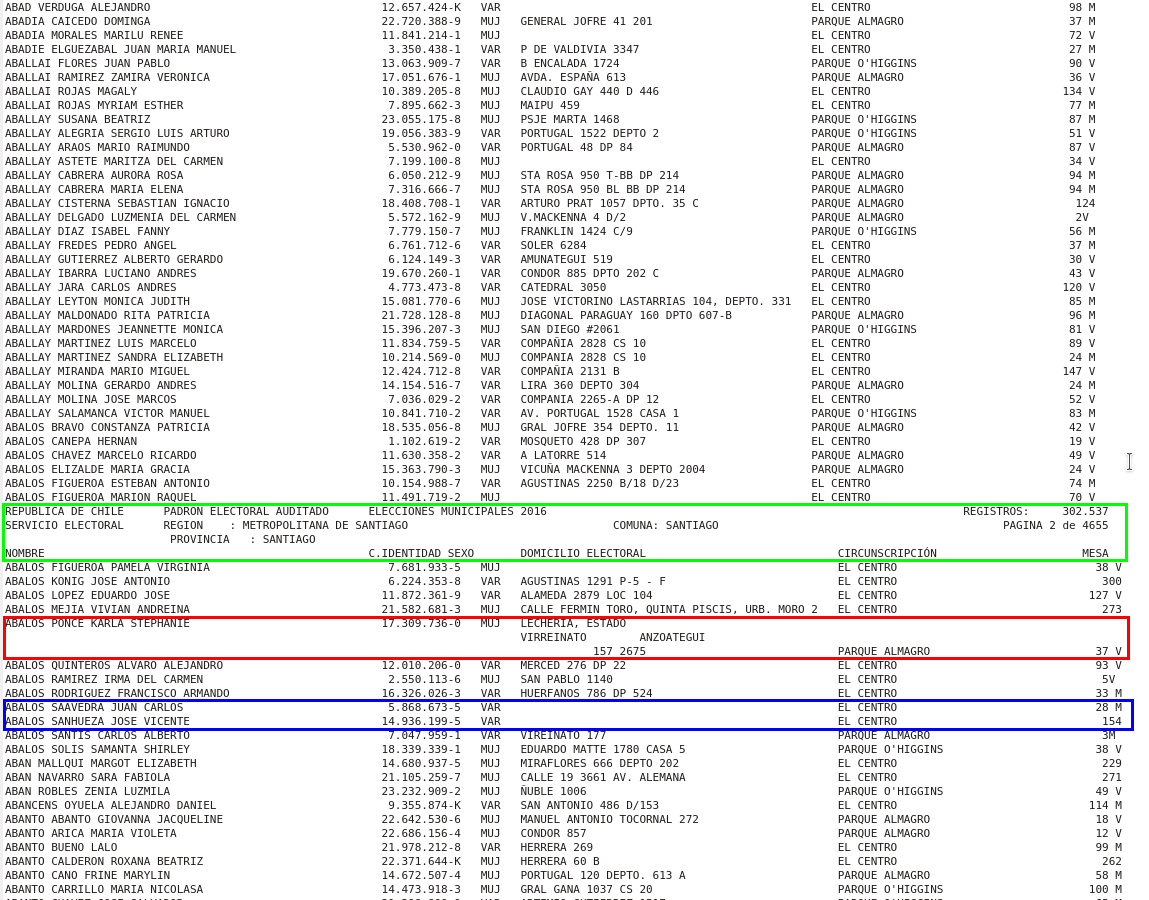 ABAD VERDUGA ALEJANDRO 12.657.424-K VAR EL CENTRO 98 M
ABADIA CAICEDO DOMINGA 22.720.388-9 MUJ GENERAL JOFRE 41 201 PARQUE ALMAGRO 37 M
ABADIA MORALES MARILU RENEE 11.841.214-1 MUJ EL CENTRO 72 V
ABADIE ELGUEZABAL JUAN MARIA MANUEL 3.350.438-1 VAR P DE VALDIVIA 3347 EL CENTRO 27 M
ABALLAI FLORES JUAN PABLO 13.063.909-7 VAR B ENCALADA 1724 PARQUE O'HIGGINS 90 V
ABALLAI RAMIREZ ZAMIRA VERONICA 17.051.676-1 MUJ AVDA. ESPAÑA 613 PARQUE ALMAGRO 36 V
ABALLAI ROJAS MAGALY 10.389.205-8 MUJ CLAUDIO GAY 440 D 446 EL CENTRO 134 V
ABALLAI ROJAS MYRIAM ESTHER 7.895.662-3 MUJ MAIPU 459 EL CENTRO 77 M
ABALLAY SUSANA BEATRIZ 23.055.175-8 MUJ PSJE MARTA 1468 PARQUE O'HIGGINS 87 M
ABALLAY ALEGRIA SERGIO LUIS ARTURO 19.056.383-9 VAR PORTUGAL 1522 DEPTO 2 PARQUE O'HIGGINS 51 V
ABALLAY ARAOS MARIO RAIMUNDO 5.530.962-0 VAR PORTUGAL 48 DP 84 PARQUE ALMAGRO 87 V
ABALLAY ASTETE MARITZA DEL CARMEN 7.199.100-8 MUJ EL CENTRO 34 V
ABALLAY CABRERA AURORA ROSA 6.050.212-9 MUJ STA ROSA 950 T-BB DP 214 PARQUE ALMAGRO 94 M
ABALLAY CABRERA MARIA ELENA 7.316.666-7 MUJ STA ROSA 950 BL BB DP 214 PARQUE ALMAGRO 94 M
ABALLAY CISTERNA SEBASTIAN IGNACIO 18.408.708-1 VAR ARTURO PRAT 1057 DPTO. 35 C PARQUE ALMAGRO 124
ABALLAY DELGADO LUZMENIA DEL CARMEN 5.572.162-9 MUJ V.MACKENNA 4 D/2 PARQUE ALMAGRO 2V
ABALLAY DIAZ ISABEL FANNY 7.779.150-7 MUJ FRANKLIN 1424 C/9 PARQUE O'HIGGINS 56 M
ABALLAY FREDES PEDRO ANGEL 6.761.712-6 VAR SOLER 6284 EL CENTRO 37 M
ABALLAY GUTIERREZ ALBERTO GERARDO 6.124.149-3 VAR AMUNATEGUI 519 EL CENTRO 30 V
ABALLAY IBARRA LUCIANO ANDRES 19.670.260-1 VAR CONDOR 885 DPTO 202 C PARQUE ALMAGRO 43 V
ABALLAY JARA CARLOS ANDRES 4.773.473-8 VAR CATEDRAL 3050 EL CENTRO 120 V
ABALLAY LEYTON MONICA JUDITH 15.081.770-6 MUJ JOSE VICTORINO LASTARRIAS 104, DEPTO. 331 EL CENTRO 85 M
ABALLAY MALDONADO RITA PATRICIA 21.728.128-8 MUJ DIAGONAL PARAGUAY 160 DPTO 607-B PARQUE ALMAGRO 96 M
ABALLAY MARDONES JEANNETTE MONICA 15.396.207-3 MUJ SAN DIEGO #2061 PARQUE O'HIGGINS 81 V
ABALLAY MARTINEZ LUIS MARCELO 11.834.759-5 VAR COMPAÑIA 2828 CS 10 EL CENTRO 89 V
ABALLAY MARTINEZ SANDRA ELIZABETH 10.214.569-0 MUJ COMPANIA 2828 CS 10 EL CENTRO 24 M
ABALLAY MIRANDA MARIO MIGUEL 12.424.712-8 VAR COMPAÑIA 2131 B EL CENTRO 147 V
ABALLAY MOLINA GERARDO ANDRES 14.154.516-7 VAR LIRA 360 DEPTO 304 PARQUE ALMAGRO 24 M
ABALLAY MOLINA JOSE MARCOS 7.036.029-2 VAR COMPANIA 2265-A DP 12 EL CENTRO 52 V
ABALLAY SALAMANCA VICTOR MANUEL 10.841.710-2 VAR AV. PORTUGAL 1528 CASA 1 PARQUE O'HIGGINS 83 M
ABALOS BRAVO CONSTANZA PATRICIA 18.535.056-8 MUJ GRAL JOFRE 354 DEPTO. 11 PARQUE ALMAGRO 42 V
ABALOS CANEPA HERNAN 1.102.619-2 VAR MOSQUETO 428 DP 307 EL CENTRO 19 V
ABALOS CHAVEZ MARCELO RICARDO 11.630.358-2 VAR A LATORRE 514 PARQUE ALMAGRO 49 V
ABALOS ELIZALDE MARIA GRACIA 15.363.790-3 MUJ VICUÑA MACKENNA 3 DEPTO 2004 PARQUE ALMAGRO 24 V
ABALOS FIGUEROA ESTEBAN ANTONIO 10.154.988-7 VAR AGUSTINAS 2250 B/18 D/23 EL CENTRO 74 M
ABALOS FIGUEROA MARION RAQUEL 11.491.719-2 MUJ EL CENTRO 70 V
REPUBLICA DE CHILE PADRON ELECTORAL AUDITADO ELECCIONES MUNICIPALES 2016 REGISTROS: 302.537
SERVICIO ELECTORAL REGION : METROPOLITANA DE SANTIAGO COMUNA: SANTIAGO PAGINA 2 de 4655
PROVINCIA : SANTIAGO
NOMBRE C.IDENTIDAD SEXO DOMICILIO ELECTORAL CIRCUNSCRIPCIÓN MESA
ABALOS FIGUEROA PAMELA VIRGINIA 7.681.933-5 MUJ EL CENTRO 38 V
ABALOS KONIG JOSE ANTONIO 6.224.353-8 VAR AGUSTINAS 1291 P-5 - F EL CENTRO 300
ABALOS LOPEZ EDUARDO JOSE 11.872.361-9 VAR ALAMEDA 2879 LOC 104 EL CENTRO 127 V
ABALOS MEJIA VIVIAN ANDREINA 21.582.681-3 MUJ CALLE FERMIN TORO, QUINTA PISCIS, URB. MORO 2 EL CENTRO 273
ABALOS PONCE KARLA STEPHANIE 17.309.736-0 MUJ LECHERIA, ESTADO
VIRREINATO ANZOATEGUI
157 2675 PARQUE ALMAGRO 37 V
ABALOS QUINTEROS ALVARO ALEJANDRO 12.010.206-0 VAR MERCED 276 DP 22 EL CENTRO 93 V
ABALOS RAMIREZ IRMA DEL CARMEN 2.550.113-6 MUJ SAN PABLO 1140 EL CENTRO 5V
ABALOS RODRIGUEZ FRANCISCO ARMANDO 16.326.026-3 VAR HUERFANOS 786 DP 524 EL CENTRO 33 M
ABALOS SAAVEDRA JUAN CARLOS 5.868.673-5 VAR EL CENTRO 28 M
ABALOS SANHUEZA JOSE VICENTE 14.936.199-5 VAR EL CENTRO 154
ABALOS SANTIS CARLOS ALBERTO 7.047.959-1 VAR VIREINATO 177 PARQUE ALMAGRO 3M
ABALOS SOLIS SAMANTA SHIRLEY 18.339.339-1 MUJ EDUARDO MATTE 1780 CASA 5 PARQUE O'HIGGINS 38 V
ABAN MALLQUI MARGOT ELIZABETH 14.680.937-5 MUJ MIRAFLORES 666 DEPTO 202 EL CENTRO 229
ABAN NAVARRO SARA FABIOLA 21.105.259-7 MUJ CALLE 19 3661 AV. ALEMANA EL CENTRO 271
ABAN ROBLES ZENIA LUZMILA 23.232.909-2 MUJ ÑUBLE 1006 PARQUE O'HIGGINS 49 V
ABANCENS OYUELA ALEJANDRO DANIEL 9.355.874-K VAR SAN ANTONIO 486 D/153 EL CENTRO 114 M
ABANTO ABANTO GIOVANNA JACQUELINE 22.642.530-6 MUJ MANUEL ANTONIO TOCORNAL 272 PARQUE ALMAGRO 18 V
ABANTO ARICA MARIA VIOLETA 22.686.156-4 MUJ CONDOR 857 PARQUE ALMAGRO 12 V
ABANTO BUENO LALO 21.978.212-8 VAR HERRERA 269 EL CENTRO 99 M
ABANTO CALDERON ROXANA BEATRIZ 22.371.644-K MUJ HERRERA 60 B EL CENTRO 262
ABANTO CANO FRINE MARYLIN 14.672.507-4 MUJ PORTUGAL 120 DEPTO. 613 A PARQUE ALMAGRO 58 M
ABANTO CARRILLO MARIA NICOLASA 14.473.918-3 MUJ GRAL GANA 1037 CS 20 PARQUE O'HIGGINS 100 M